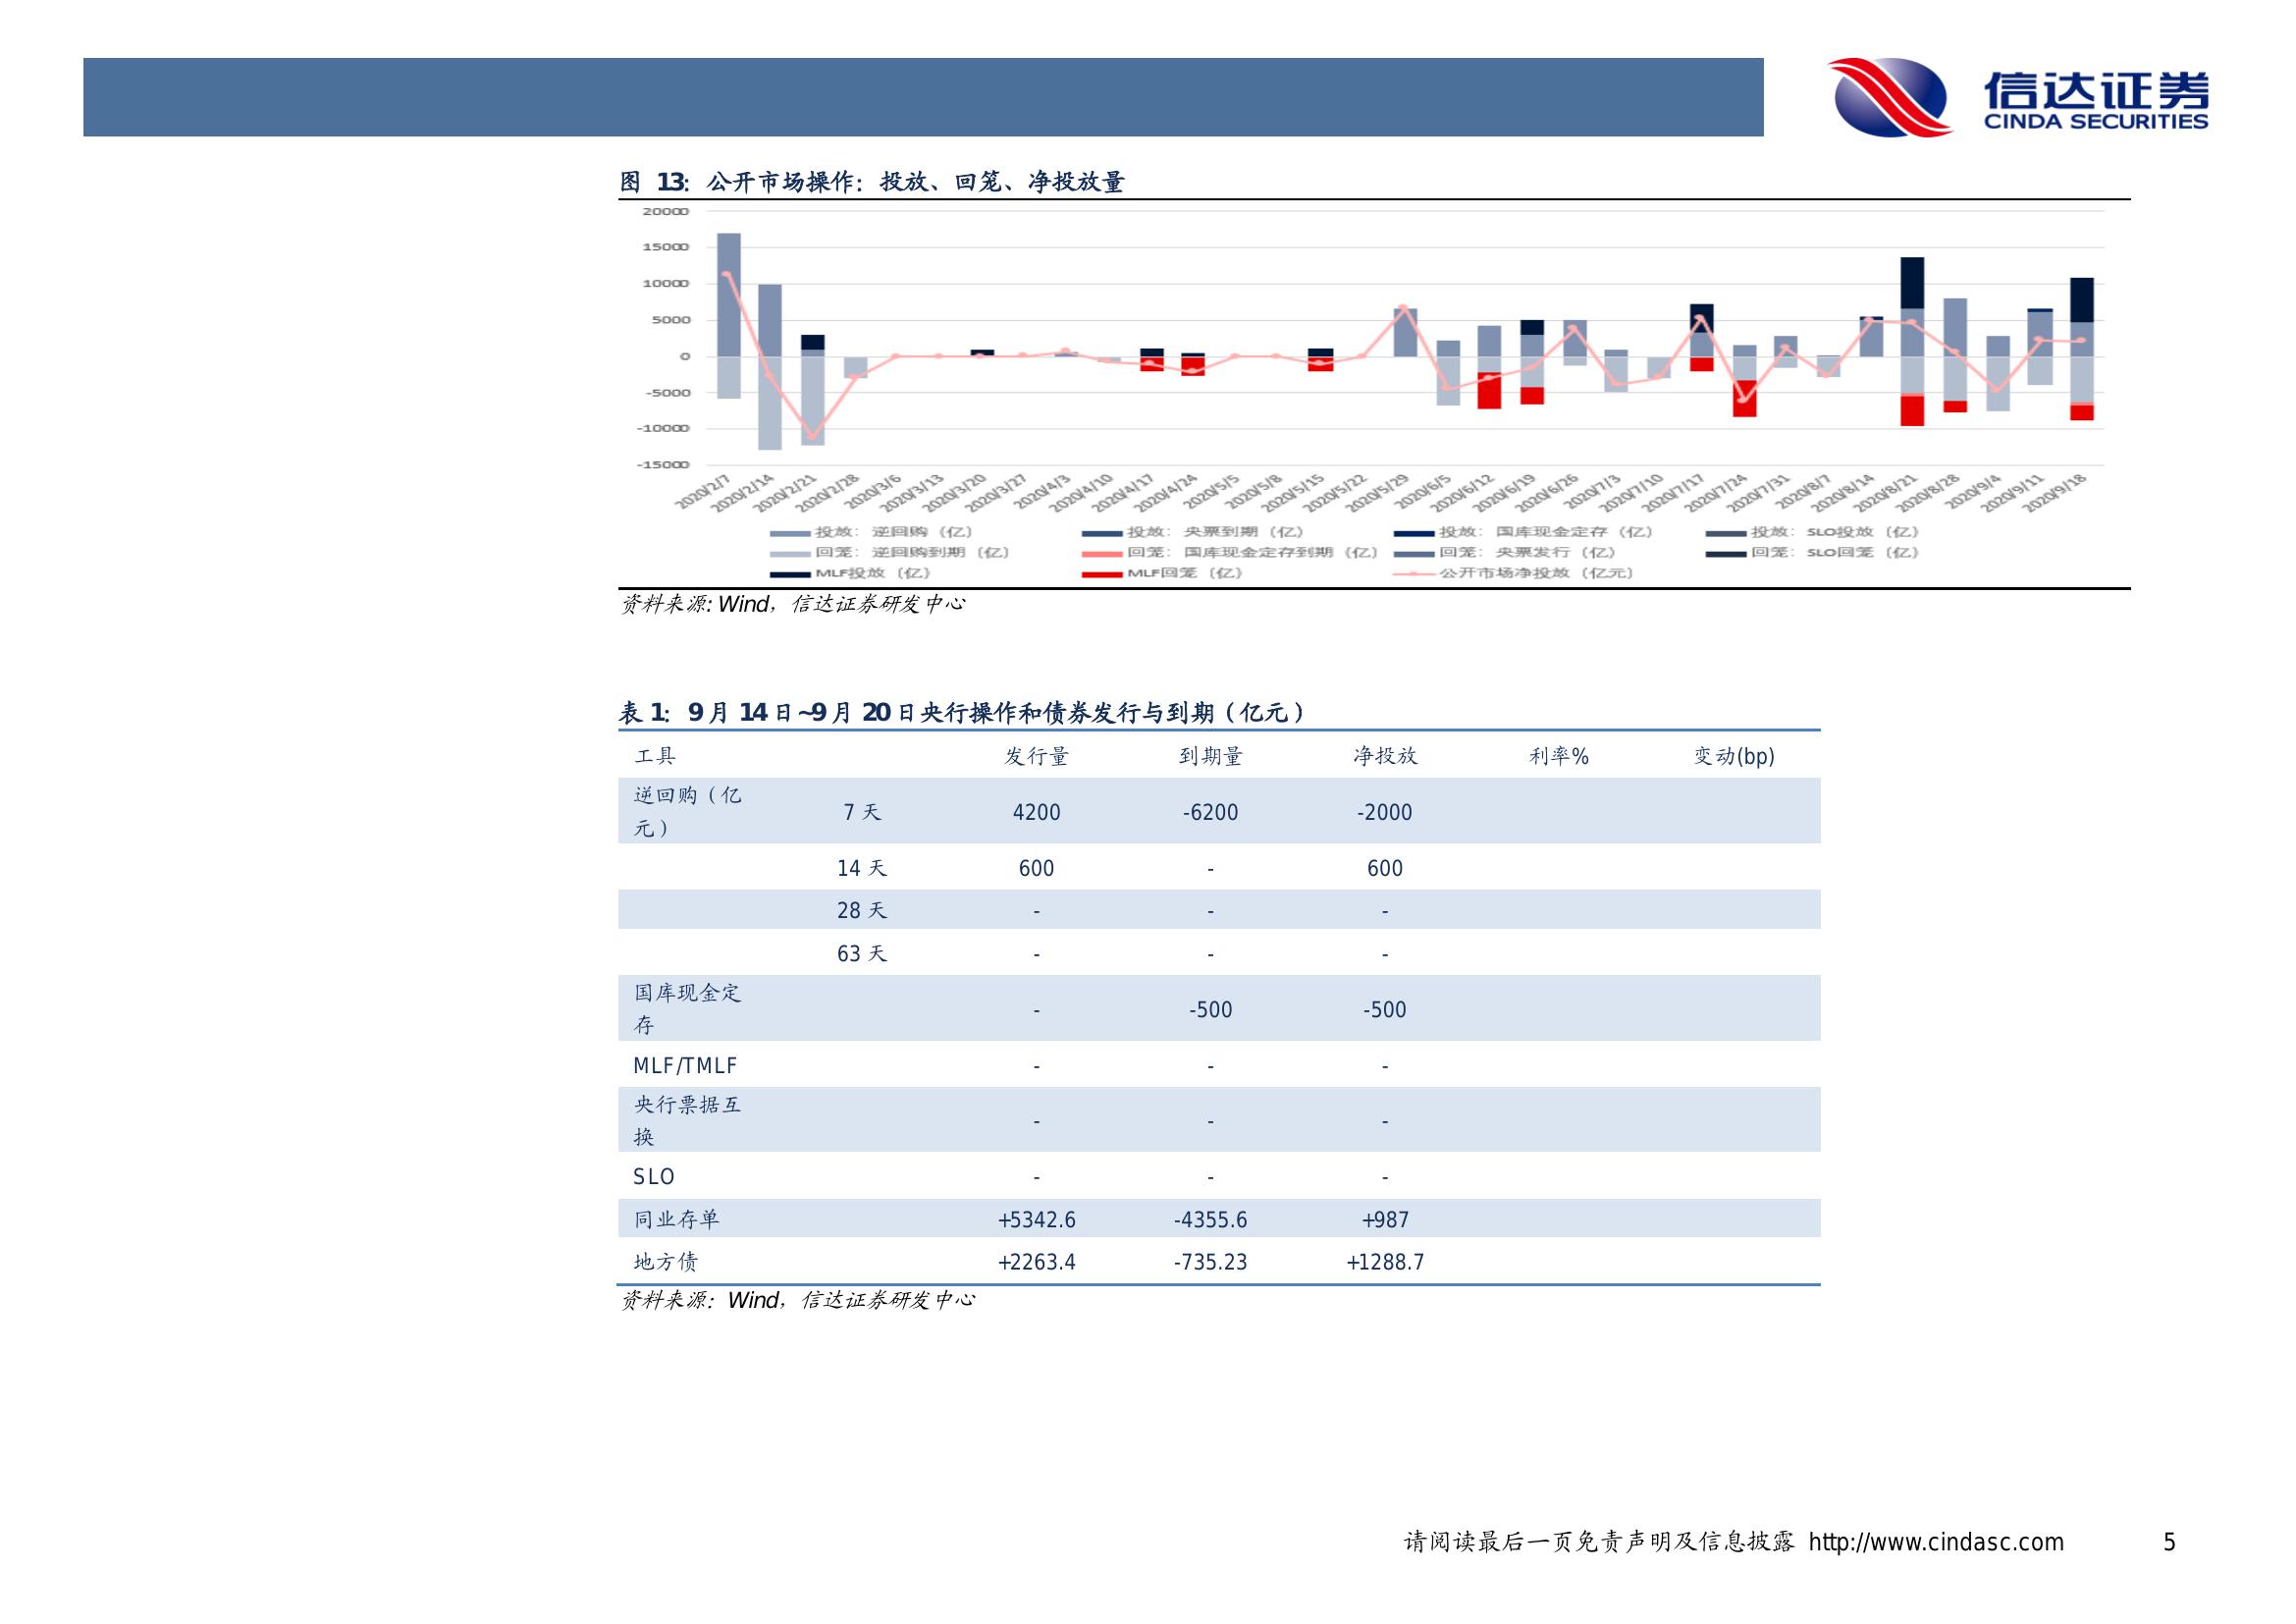 信达证券
CINDA SECURITIES
图 13: 公开市场操作：投放、回笼、净投放量
20000
15000
10000
5000
0
-5000
-10000
-15000
2020/2/7 2020/2/14 2020/2/21 2020/2/28 2020/3/6 2020/3/13 2020/3/20 2020/3/27 2020/4/3 2020/4/10 2020/4/17 2020/4/24 2020/5/5 2020/5/8 2020/5/15 2020/5/22 2020/5/29 2020/6/5 2020/6/12 2020/6/19 2020/6/26 2020/7/3 2020/7/10 2020/7/17 2020/7/24 2020/7/31 2020/8/7 2020/8/14 2020/8/21 2020/8/28 2020/9/4 2020/9/11 2020/9/18
投放：逆回购（亿） 投放：央票到期（亿） 投放：国库现金定存（亿） 投放：SLO投放（亿）
回笼：逆回购到期（亿） 回笼：国库现金定存到期（亿） 回笼：央票发行（亿） 回笼：SLO回笼（亿）
MLF投放（亿） MLF回笼（亿） 公开市场净投放（亿元）
资料来源: Wind，信达证券研发中心
表 1: 9 月 14 日~9 月 20 日央行操作和债券发行与到期（亿元）
工具 发行量 到期量 净投放 利率% 变动(bp)
逆回购（亿
元） 7 天 4200 -6200 -2000
14 天 600 - 600
28 天 - - -
63 天 - - -
国库现金定
存 - -500 -500
MLF/TMLF - - -
央行票据互
换 - - -
SLO - - -
同业存单 +5342.6 -4355.6 +987
地方债 +2263.4 -735.23 +1288.7
资料来源：Wind，信达证券研发中心
请阅读最后一页免责声明及信息披露 http://www.cindasc.com 5